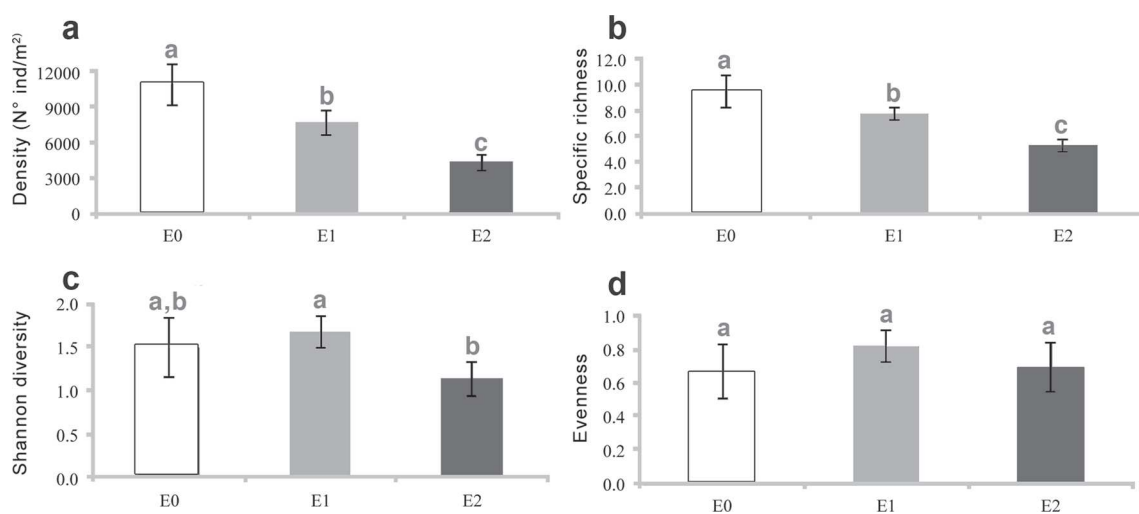 a
Density (N° ind/m²)
12000
9000
6000
3000
0
a
b
c
E0
E1
E2
b
Specific richness
12.0
10.0
8.0
6.0
4.0
2.0
0.0
a
b
c
E0
E1
E2
c
Shannon diversity
2.0
1.5
1.0
0.5
0.0
a,b
a
b
E0
E1
E2
d
Evenness
1.0
0.8
0.6
0.4
0.2
0.0
a
a
a
E0
E1
E2